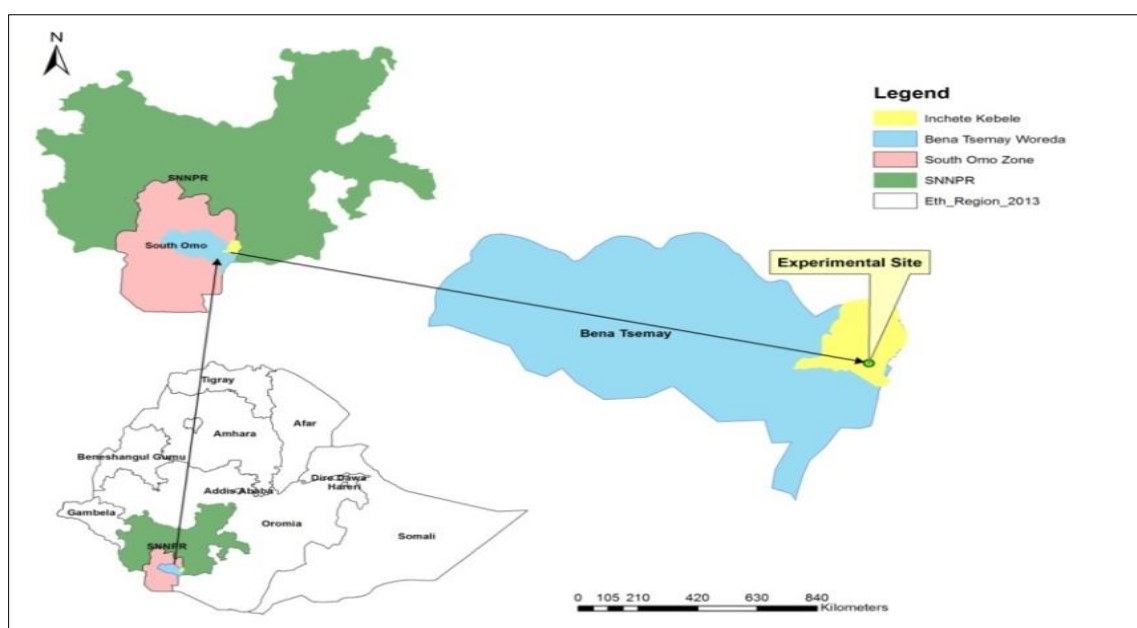 N
Legend
Inchete Kebele
Bena Tsemay Woreda
South Omo Zone
SNNPR
Eth_Region_2013
SNNPR
South Omo
Experimental Site
Bena Tsemay
Tigray
Afar
Amhara
Beneshangul Gumu
Dire Dawa
Hareri
Addis Ababa
Gambela
Oromia
Somali
SNNPR
0 105 210 420 630 840
Kilometers